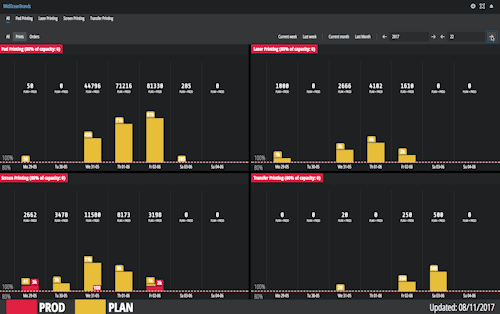 WebScreenBrands
All Pad Printing Laser Printing Screen Printing Transfer Printing
All Prints Orders Current week Last week Current month Last Month 2017 22
Pad Printing (80% of capacity: 0)
50 0 44796 71216 81330 205 0
PLAN + PROD PLAN + PROD PLAN + PROD PLAN + PROD PLAN + PROD PLAN + PROD PLAN + PROD
100%
80%
Mo 29-05 Tu 30-05 We 31-05 Th 01-06 Fr 02-06 Sa 03-06 Su 04-06
Laser Printing (80% of capacity: 0)
1000 0 2666 4102 1610 0 0
PLAN + PROD PLAN + PROD PLAN + PROD PLAN + PROD PLAN + PROD PLAN + PROD PLAN + PROD
100%
80%
Mo 29-05 Tu 30-05 We 31-05 Th 01-06 Fr 02-06 Sa 03-06 Su 04-06
Screen Printing (80% of capacity: 0)
2662 3470 11580 8173 3198 0 0
PLAN + PROD PLAN + PROD PLAN + PROD PLAN + PROD PLAN + PROD PLAN + PROD PLAN + PROD
100%
80%
Mo 29-05 Tu 30-05 We 31-05 Th 01-06 Fr 02-06 Sa 03-06 Su 04-06
Transfer Printing (80% of capacity: 0)
0 0 20 0 250 500 0
PLAN + PROD PLAN + PROD PLAN + PROD PLAN + PROD PLAN + PROD PLAN + PROD PLAN + PROD
100%
80%
Mo 29-05 Tu 30-05 We 31-05 Th 01-06 Fr 02-06 Sa 03-06 Su 04-06
PROD PLAN Updated: 08/11/2017